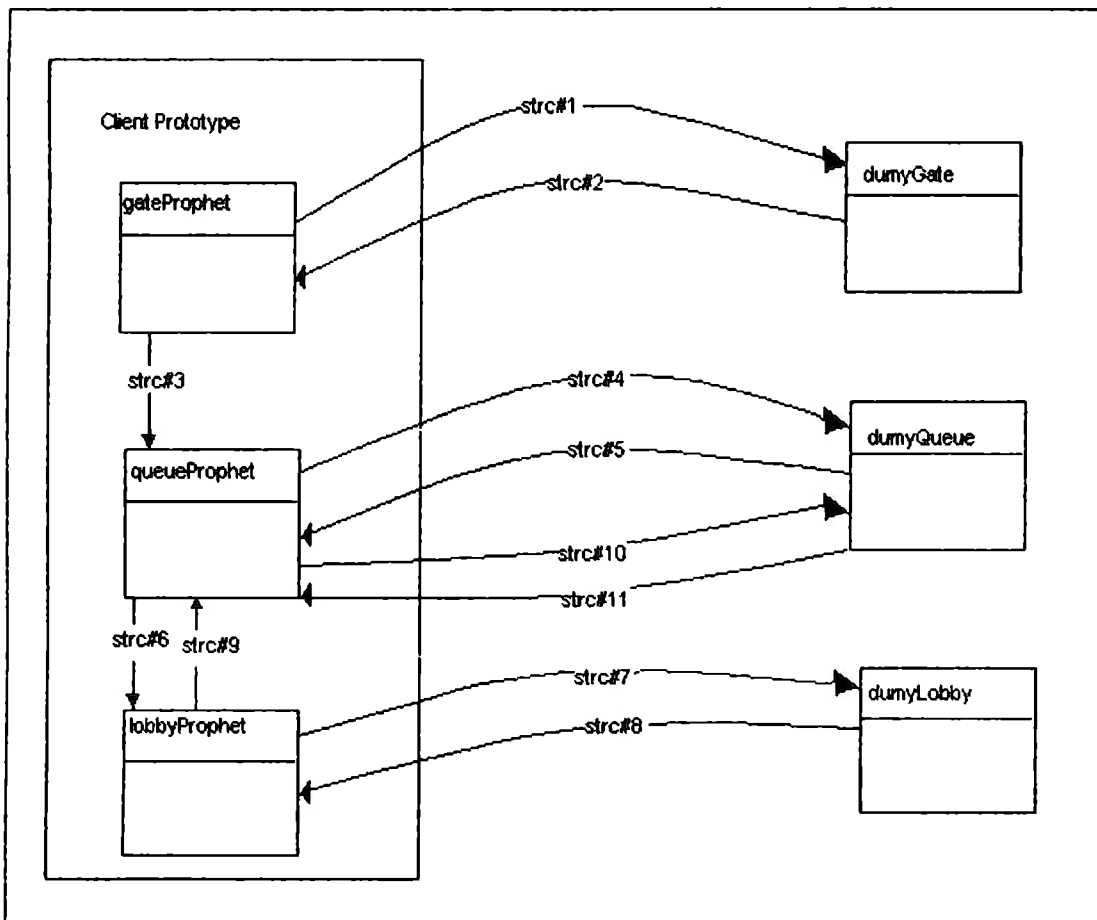 Client Prototype
strc#1
dumyGate
strc#2
gateProphet
strc#3
strc#4
dumyQueue
strc#5
queueProphet
strc#10
strc#11
strc#6
strc#9
strc#7
dumyLobby
strc#8
lobbyProphet